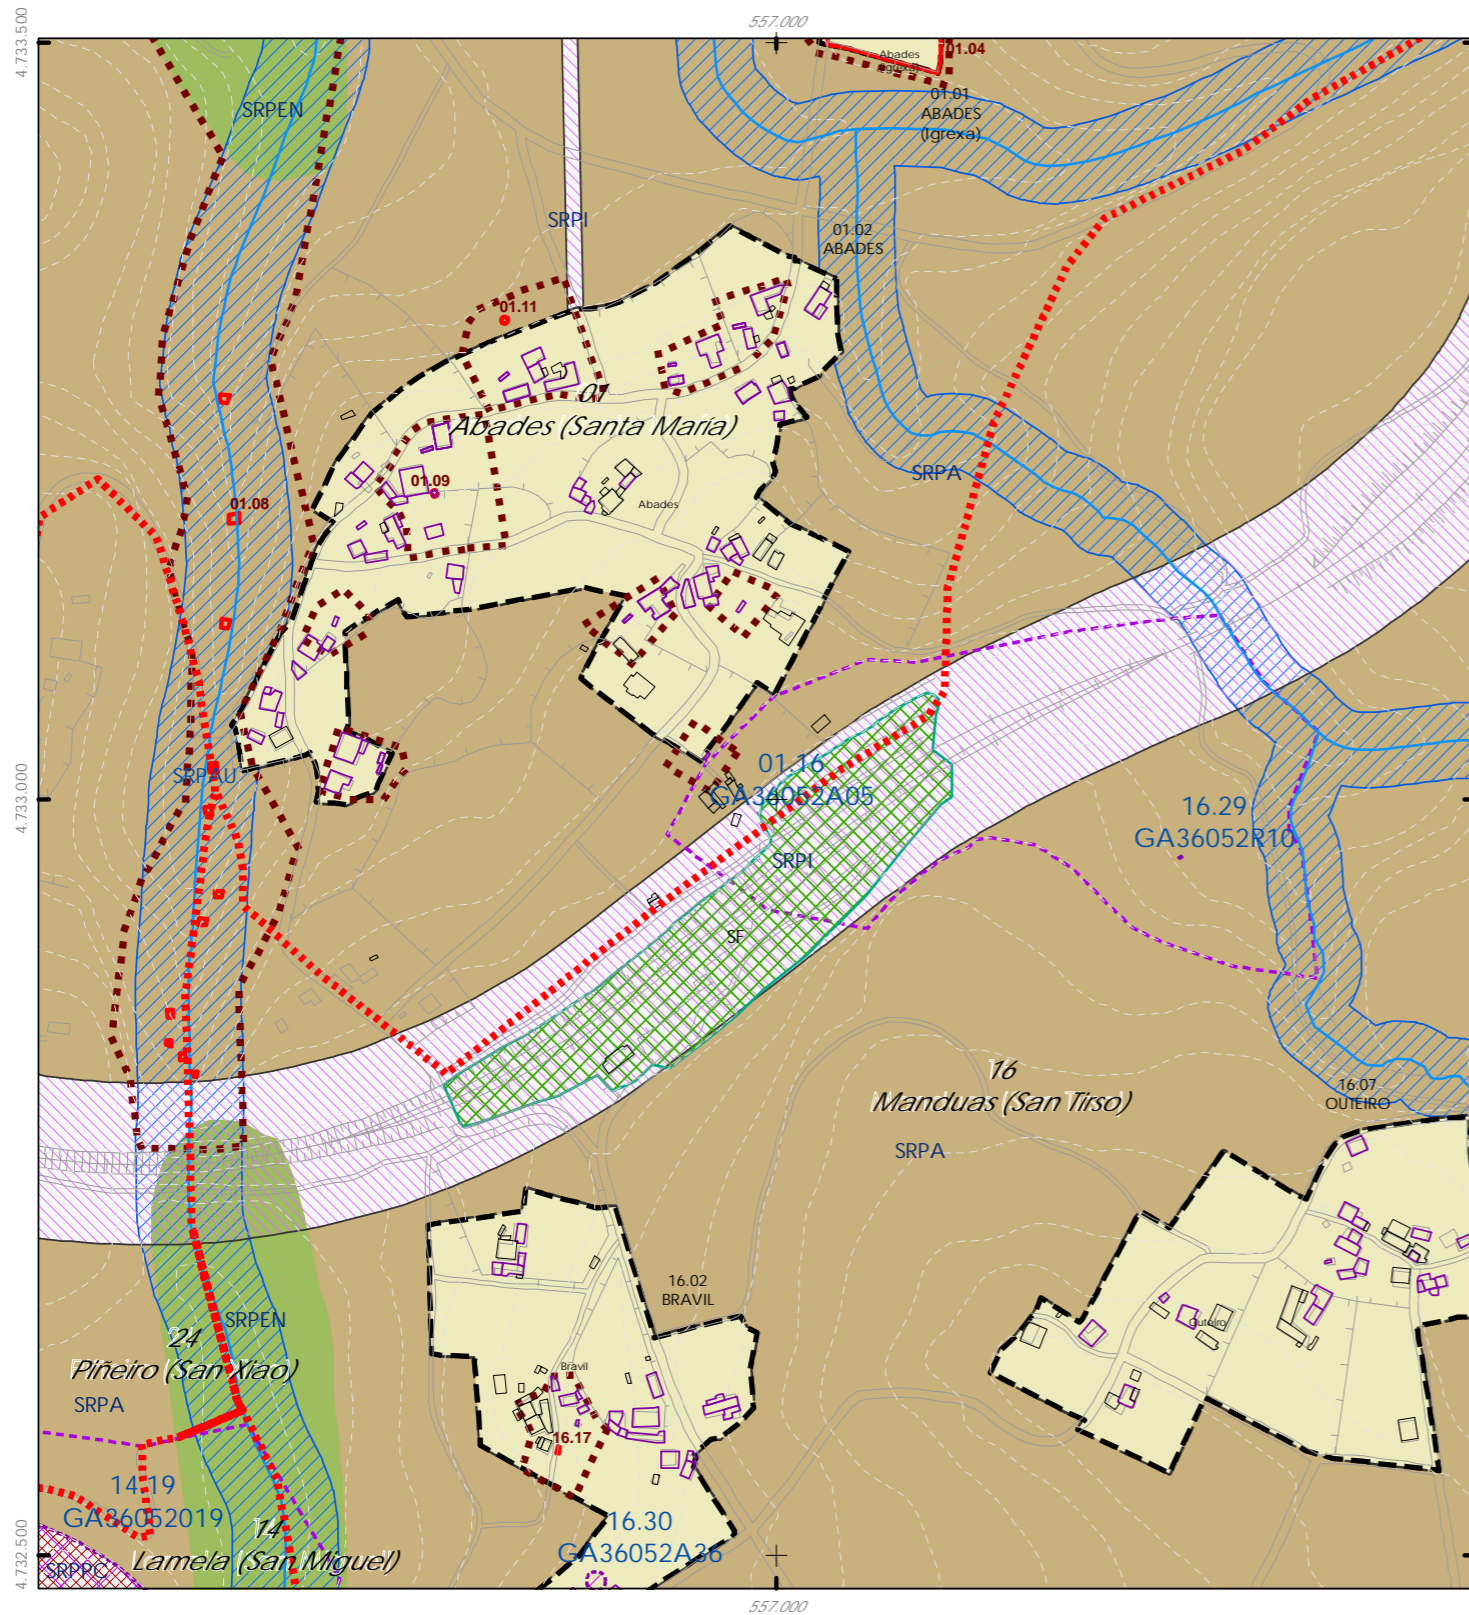 557.000
4.733.500
01.04
Abades
(Igrexa)
01.01
ABADES
(Igrexa)
SRPEN
SRPI
01.02
ABADES
01.11
01
Abades (Santa María)
SRPA
01.09
01.08
Abades
01.16
GA36052A05
SRPAU
4.733.000
16.29
GA36052R10
SRPI
SF
16
Manduas (San Tirso)
16.07
OUTEIRO
SRPA
16.02
BRAVIL
SRPEN
Outeiro
24
Piñeiro (San Xiao)
Bravil
SRPA
16.17
14.19
GA36052019
16.30
GA36052A36
14
Lamela (San Miguel)
SRPPC
4.732.500
557.000